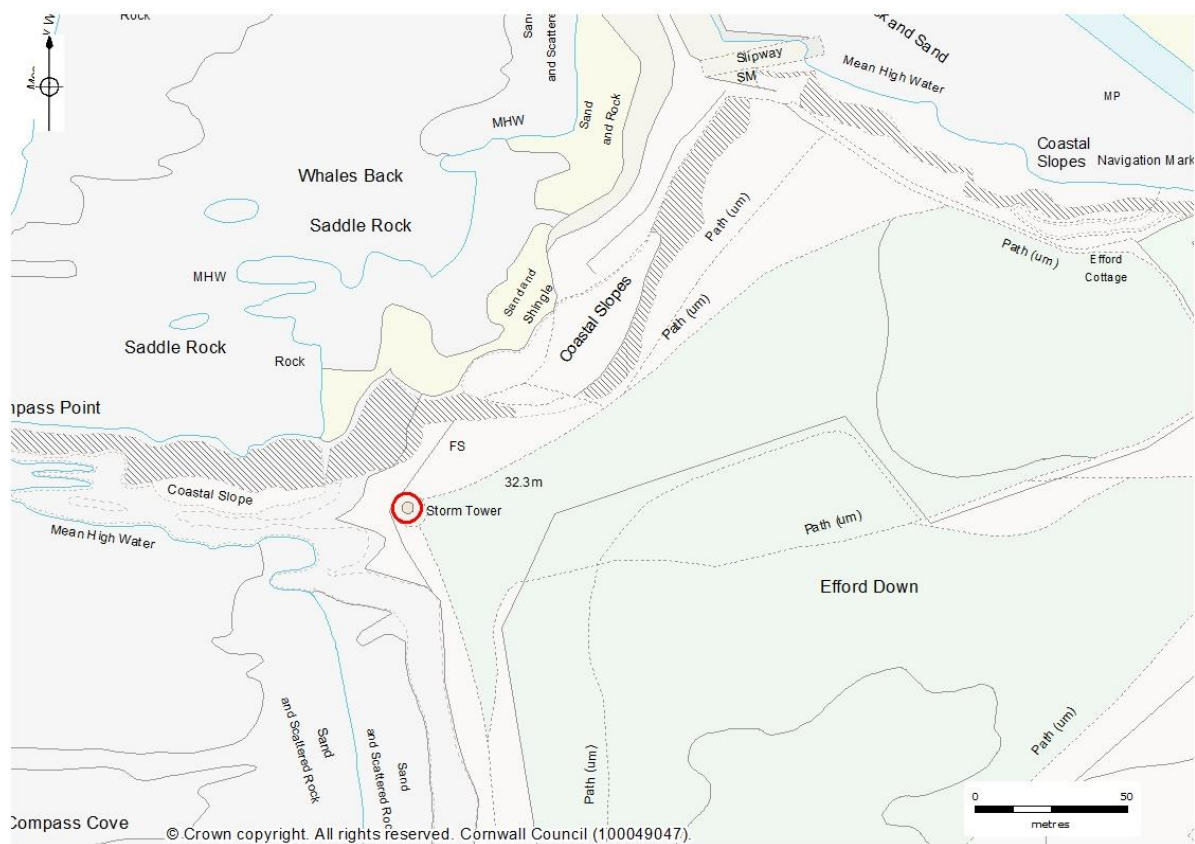 Rock
Sand
and Scattered
Slipway
SM
ck and Sand
Mean High Water
MP
MHW
Sand
and Rock
Coastal
Slopes
Navigation Mark
Whales Back
Saddle Rock
Path (um)
Path (um)
Efford
Cottage
MHW
Sand and
Shingle
Coastal Slopes
Path (um)
Saddle Rock
Rock
mpass Point
FS
32.3m
Coastal Slope
Storm Tower
Mean High Water
Path (um)
Efford Down
Sand
and Scattered Rock
Sand
and Scattered Roc
Path (um)
Path (um)
0 50
metres
Compass Cove
© Crown copyright. All rights reserved. Cornwall Council (100049047).